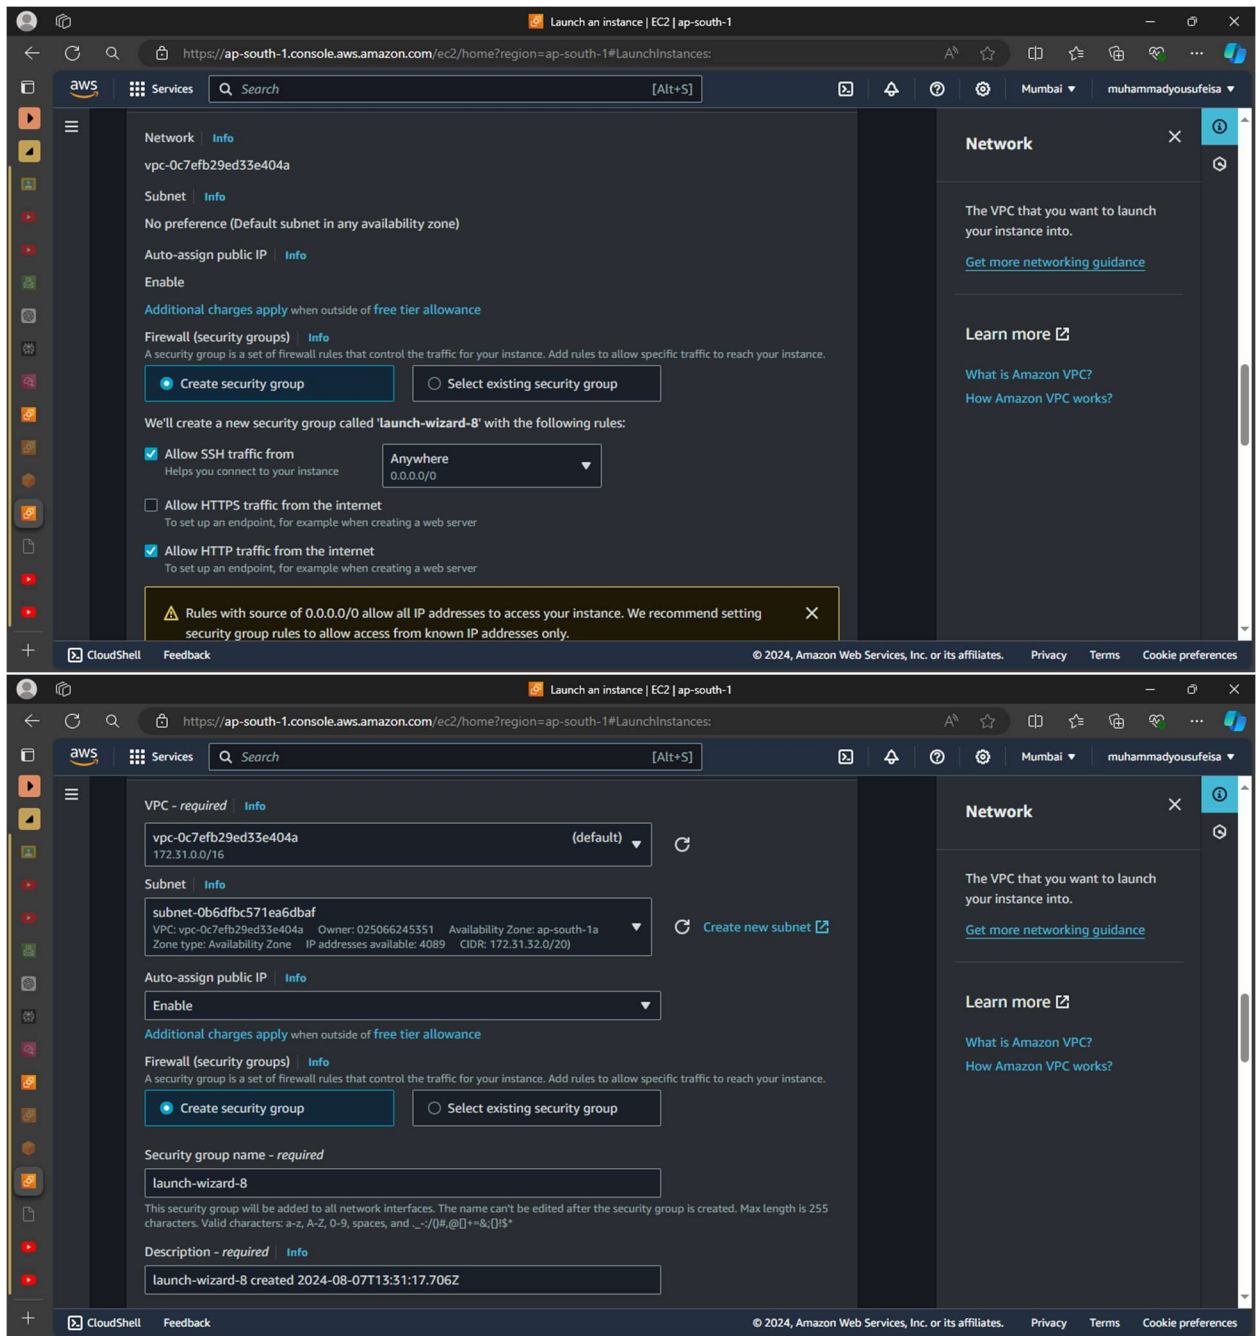 Launch an instance | EC2 | ap-south-1
https://ap-south-1.console.aws.amazon.com/ec2/home?region=ap-south-1#LaunchInstances:
aws Services Search [Alt+S] Mumbai muhammadyousufeisa
Network Info
vpc-0c7efb29ed33e404a
Subnet Info
No preference (Default subnet in any availability zone)
Auto-assign public IP Info
Enable
Additional charges apply when outside of free tier allowance
Firewall (security groups) Info
A security group is a set of firewall rules that control the traffic for your instance. Add rules to allow specific traffic to reach your instance.
Create security group Select existing security group
We'll create a new security group called 'launch-wizard-8' with the following rules:
Allow SSH traffic from
Helps you connect to your instance
Anywhere
0.0.0.0/0
Allow HTTPS traffic from the internet
To set up an endpoint, for example when creating a web server
Allow HTTP traffic from the internet
To set up an endpoint, for example when creating a web server
Rules with source of 0.0.0.0/0 allow all IP addresses to access your instance. We recommend setting
security group rules to allow access from known IP addresses only.
Network
The VPC that you want to launch
your instance into.
Get more networking guidance
Learn more
What is Amazon VPC?
How Amazon VPC works?
CloudShell Feedback © 2024, Amazon Web Services, Inc. or its affiliates. Privacy Terms Cookie preferences
Launch an instance | EC2 | ap-south-1
https://ap-south-1.console.aws.amazon.com/ec2/home?region=ap-south-1#LaunchInstances:
aws Services Search [Alt+S] Mumbai muhammadyousufeisa
VPC - required Info
vpc-0c7efb29ed33e404a (default)
172.31.0.0/16
Subnet Info
subnet-0b6dfbc571ea6dbaf
VPC: vpc-0c7efb29ed33e404a Owner: 025066245351 Availability Zone: ap-south-1a
Zone type: Availability Zone IP addresses available: 4089 CIDR: 172.31.32.0/20)
Create new subnet
Auto-assign public IP Info
Enable
Additional charges apply when outside of free tier allowance
Firewall (security groups) Info
A security group is a set of firewall rules that control the traffic for your instance. Add rules to allow specific traffic to reach your instance.
Create security group Select existing security group
Security group name - required
launch-wizard-8
This security group will be added to all network interfaces. The name can't be edited after the security group is created. Max length is 255
characters. Valid characters: a-z, A-Z, 0-9, spaces, and ._-:/()#,@[]+=&;{}!$*
Description - required Info
launch-wizard-8 created 2024-08-07T13:31:17.706Z
Network
The VPC that you want to launch
your instance into.
Get more networking guidance
Learn more
What is Amazon VPC?
How Amazon VPC works?
CloudShell Feedback © 2024, Amazon Web Services, Inc. or its affiliates. Privacy Terms Cookie preferences